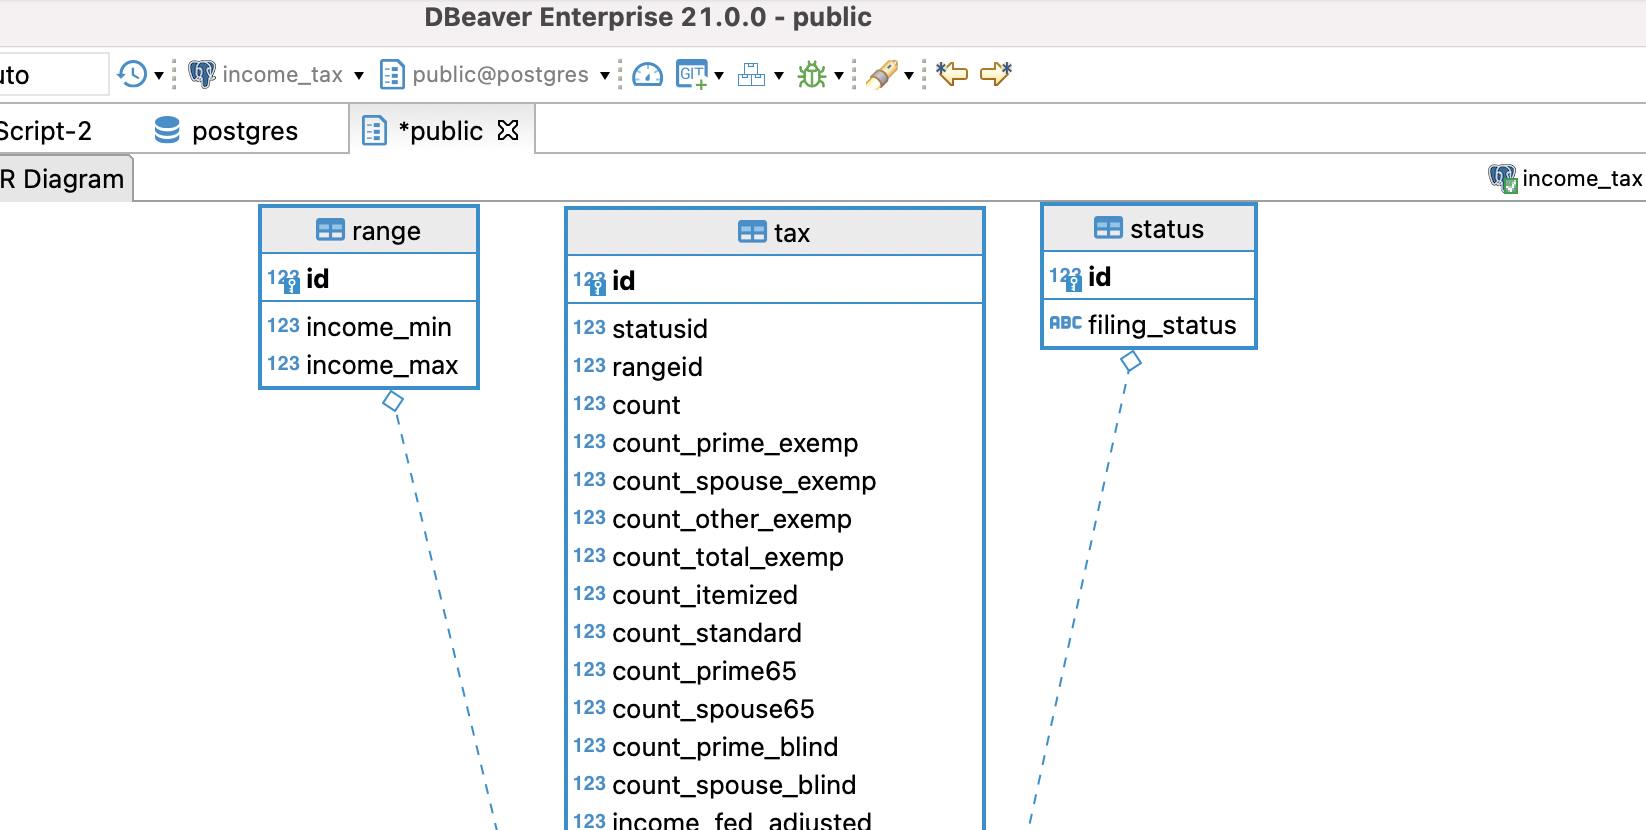 DBeaver Enterprise 21.0.0 - public
uto
income_tax
public@postgres
GIT
Script-2
postgres
*public
R Diagram
income_tax
range
123 id
123 income_min
123 income_max
tax
123 id
123 statusid
123 rangeid
123 count
123 count_prime_exemp
123 count_spouse_exemp
123 count_other_exemp
123 count_total_exemp
123 count_itemized
123 count_standard
123 count_prime65
123 count_spouse65
123 count_prime_blind
123 count_spouse_blind
123 income_fed_adjusted
status
123 id
ABC filing_status